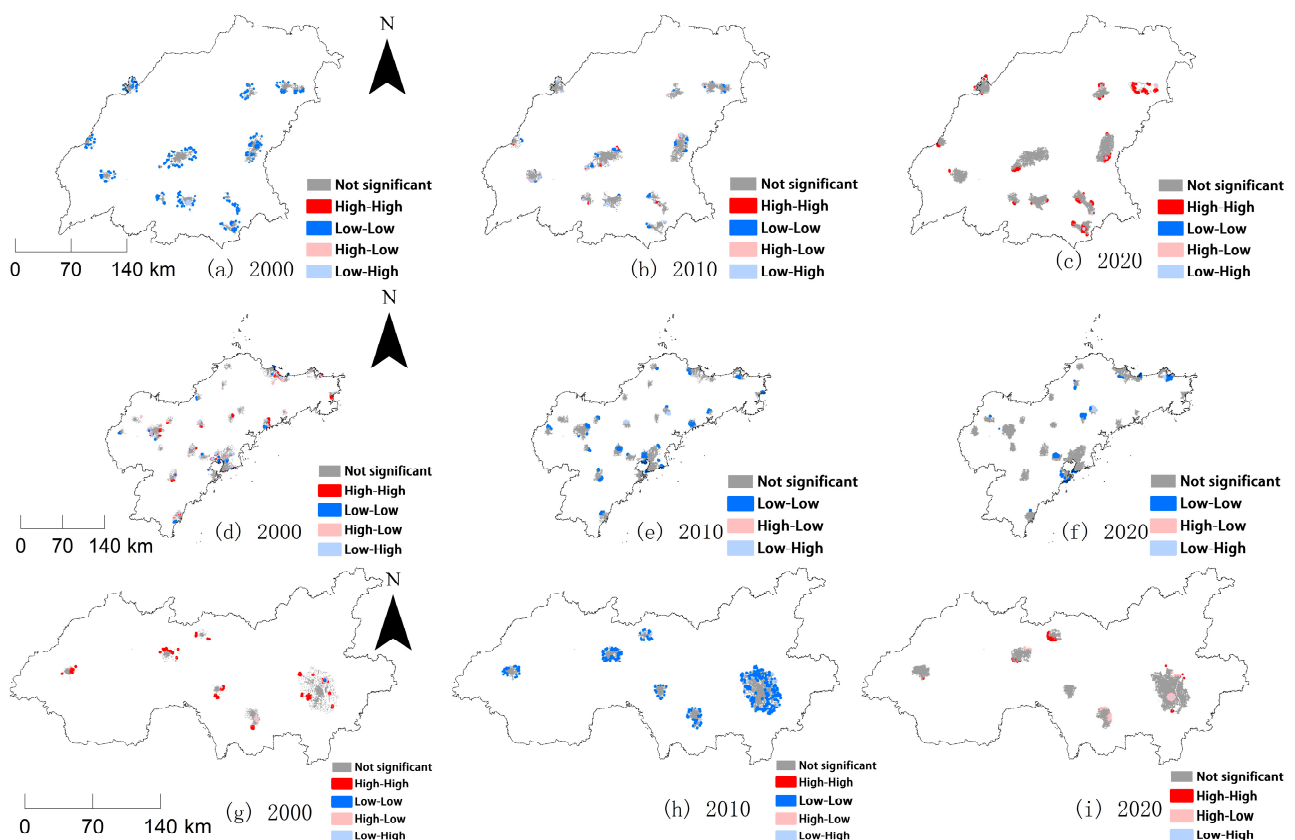 N
Not significant
High-High
Low-Low
High-Low
Low-High
0 70 140 km
(a) 2000
Not significant
High-High
Low-Low
High-Low
Low-High
(b) 2010
Not significant
High-High
Low-Low
High-Low
Low-High
(c) 2020
N
Not significant
High-High
Low-Low
High-Low
Low-High
0 70 140 km
(d) 2000
Not significant
Low-Low
High-Low
Low-High
(e) 2010
Not significant
Low-Low
High-Low
Low-High
(f) 2020
N
Not significant
High-High
Low-Low
High-Low
Low-High
0 70 140 km
(g) 2000
Not significant
High-High
Low-Low
High-Low
Low-High
(h) 2010
Not significant
High-High
High-Low
Low-High
(i) 2020